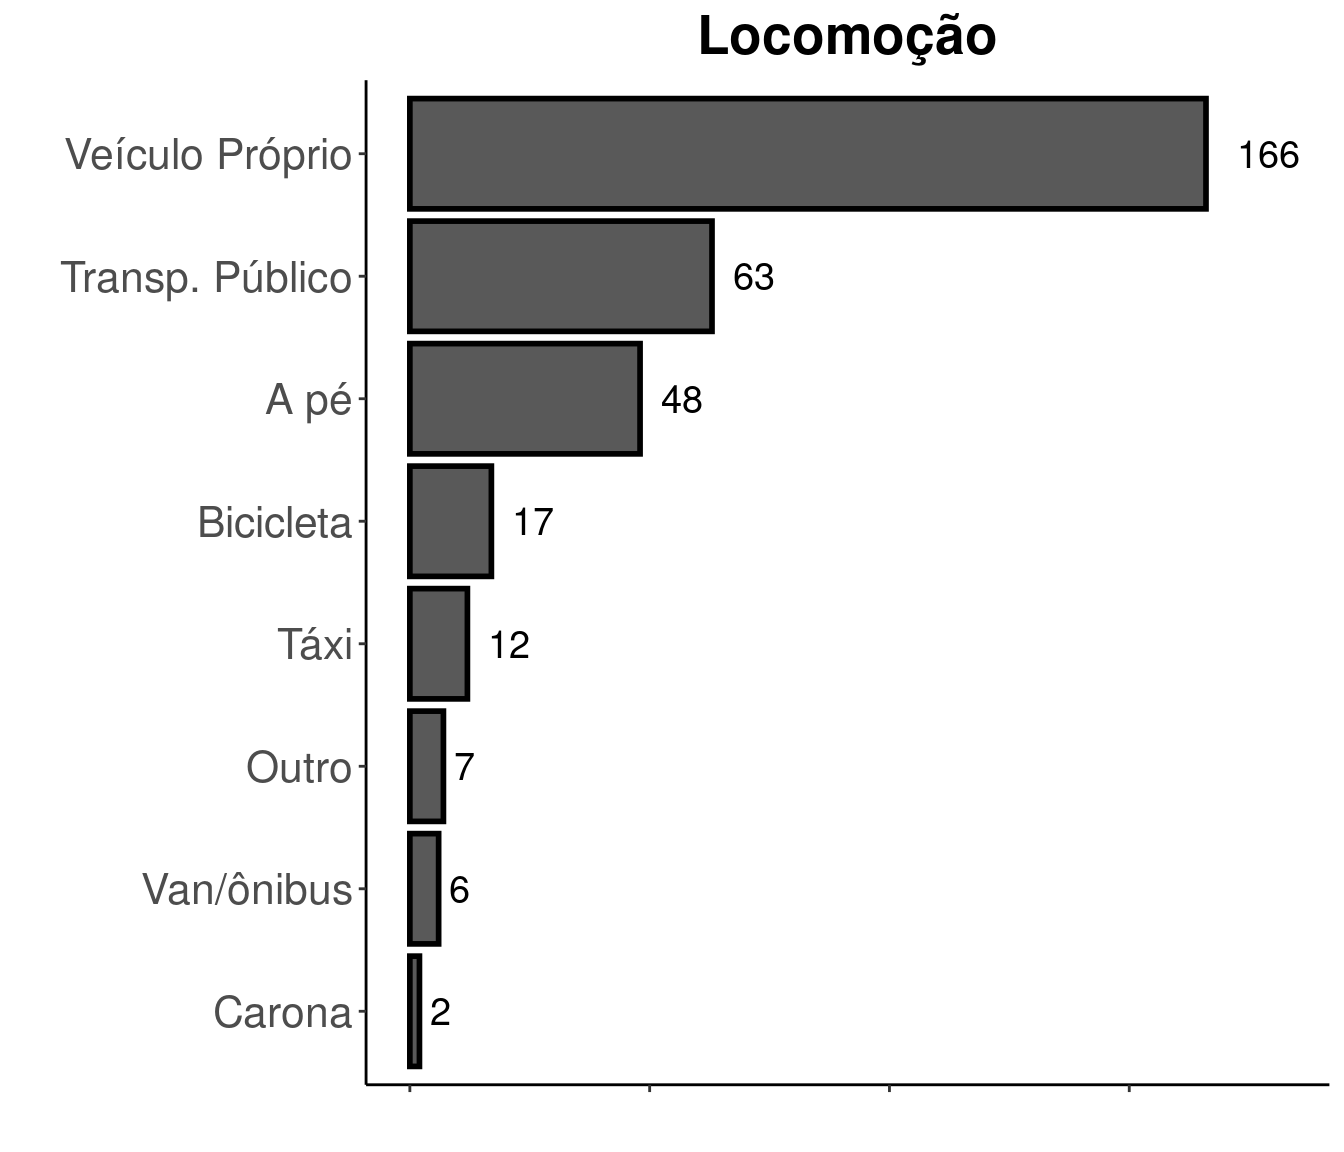 Locomoção
Veículo Próprio 166
Transp. Público 63
A pé 48
Bicicleta 17
Táxi 12
Outro 7
Van/ônibus 6
Carona 2